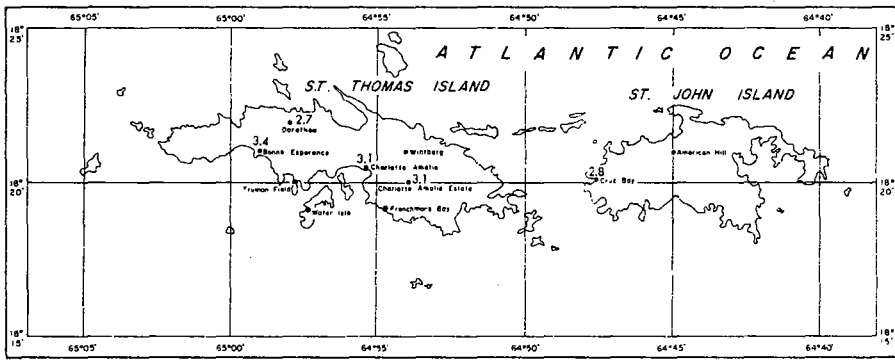 65°05' 65°00' 64°55' 64°50' 64°45' 64°40'
18° 25' 18° 25'
ATLANTIC OCEAN
ST. THOMAS ISLAND
ST. JOHN ISLAND
2.7
Dorothea
3.4
Bonne Esperance
Wintberg
American Hill
3.1
Charlotte Amalie
2.8
Cruz Bay
18° 20' 18° 20'
3.1
Truman Field
Charlotte Amalie Estate
Water Isle
Frenchmans Bay
18° 15' 18° 15'
65°05' 65°00' 64°55' 64°50' 64°45' 64°40'